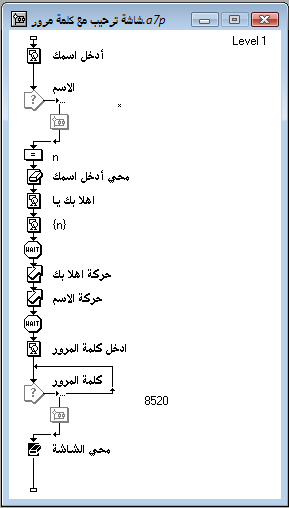 شاشة ترحيب مع كلمة مرور.a7p
Level 1
أدخل اسمك
الاسم
...
*
=
n
محي أدخل اسمك
اهلا بك يا
{n}
WAIT
حركة اهلا بك
حركة الاسم
WAIT
ادخل كلمة المرور
كلمة المرور
...
8520
محي الشاشة